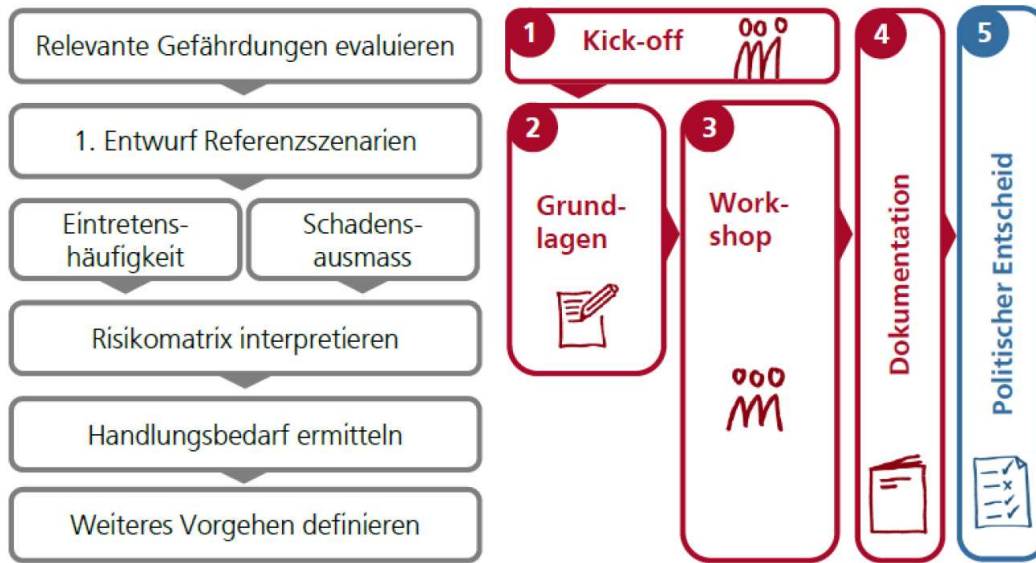 Relevante Gefährdungen evaluieren
1. Entwurf Referenzszenarien
Eintretens-
häufigkeit
Schadens-
ausmass
Risikomatrix interpretieren
Handlungsbedarf ermitteln
Weiteres Vorgehen definieren
1
Kick-off
2
Grund-
lagen
3
Work-
shop
4
Dokumentation
5
Politischer Entscheid